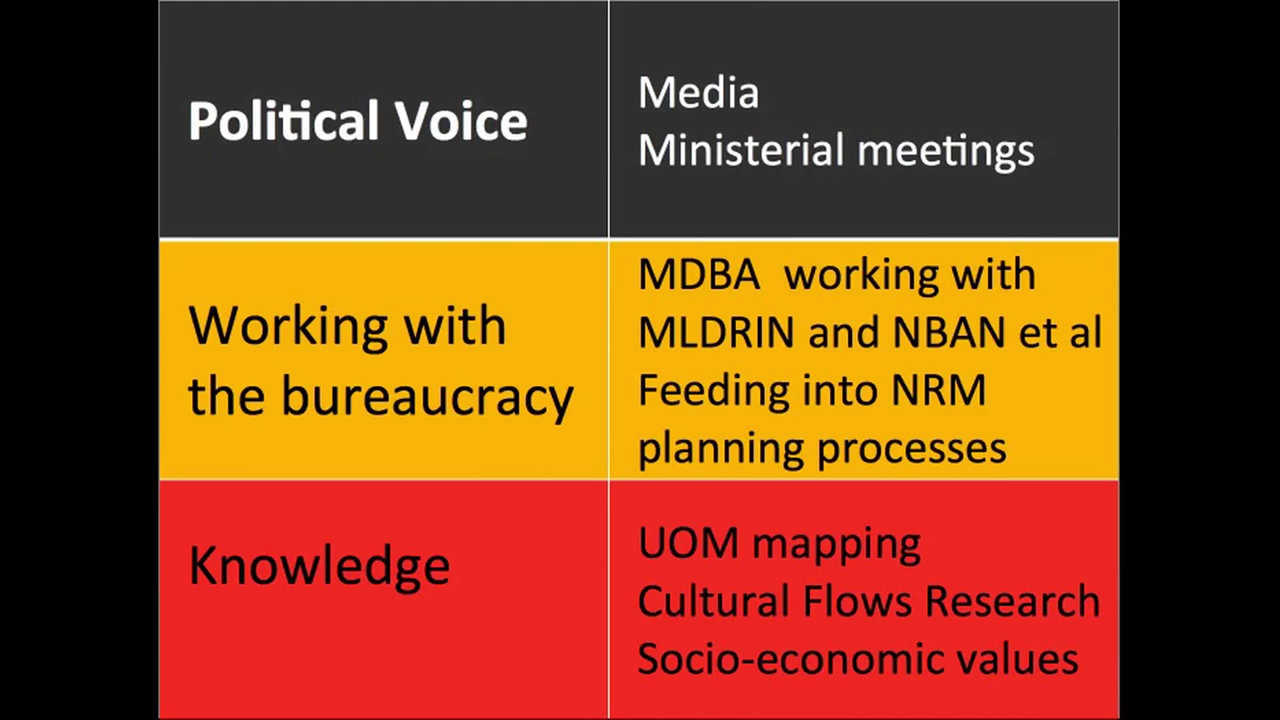 Political Voice
Media
Ministerial meetings
Working with
the bureaucracy
MDBA  working with
MLDRIN and NBAN et al
Feeding into NRM
planning processes
Knowledge
UOM mapping
Cultural Flows Research
Socio-economic values